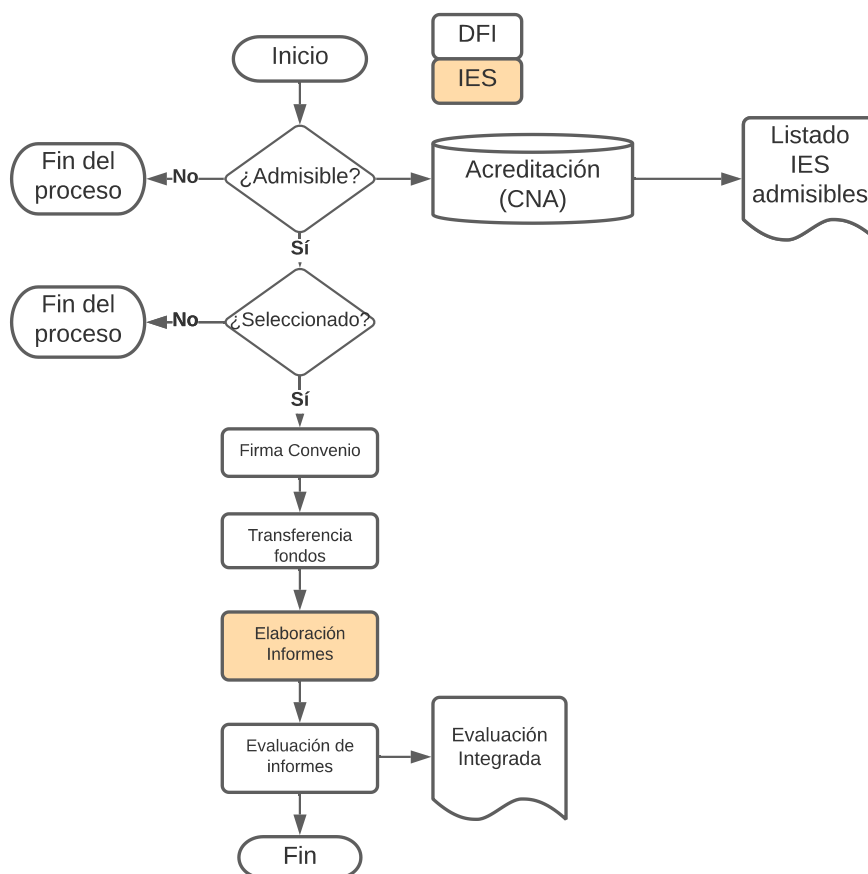 DFI
Inicio
IES
Fin del
proceso
No
¿Admisible?
Acreditación
(CNA)
Listado
IES
admisibles
Sí
Fin del
proceso
No
¿Seleccionado?
Sí
Firma Convenio
Transferencia
fondos
Elaboración
Informes
Evaluación de
informes
Evaluación
Integrada
Fin